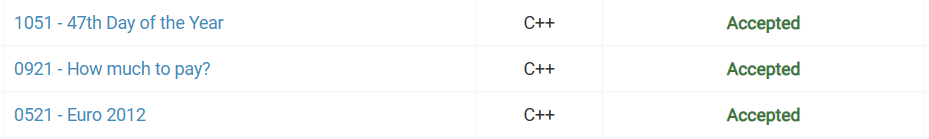 1051 - 47th Day of the Year C++ Accepted
0921 - How much to pay? C++ Accepted
0521 - Euro 2012 C++ Accepted